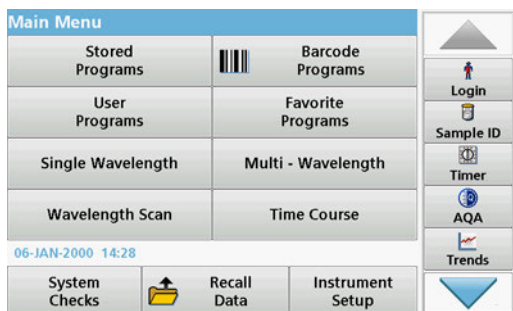 Main Menu
Stored
Programs
Barcode
Programs
User
Programs
Favorite
Programs
Single Wavelength
Multi - Wavelength
Wavelength Scan
Time Course
06-JAN-2000 14:28
System
Checks
Recall
Data
Instrument
Setup
Login
Sample ID
Timer
AQA
Trends